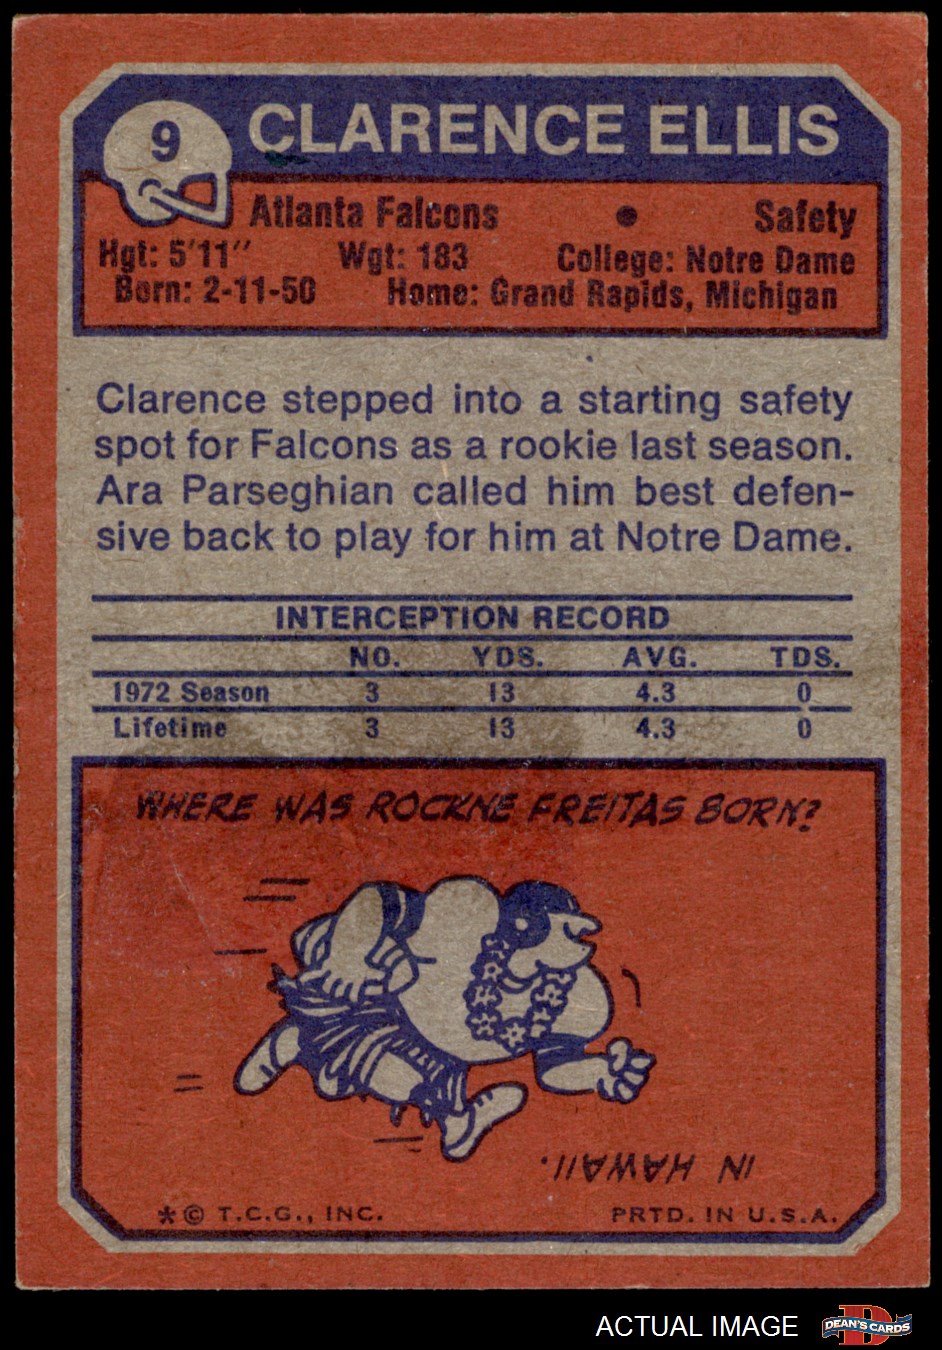 9
CLARENCE ELLIS
Atlanta Falcons • Safety
Hgt: 5'11" Wgt: 183 College: Notre Dame
Born: 2-11-50 Home: Grand Rapids, Michigan
Clarence stepped into a starting safety
spot for Falcons as a rookie last season.
Ara Parseghian called him best defen-
sive back to play for him at Notre Dame.
INTERCEPTION RECORD
NO. YDS. AVG. TDS.
1972 Season 3 13 4.3 0
Lifetime 3 13 4.3 0
WHERE WAS ROCKNE FREITAS BORN?
IN HAWAII.
*© T.C.G., INC. PRTD. IN U.S.A.
ACTUAL IMAGE
D
DEAN'S CARDS